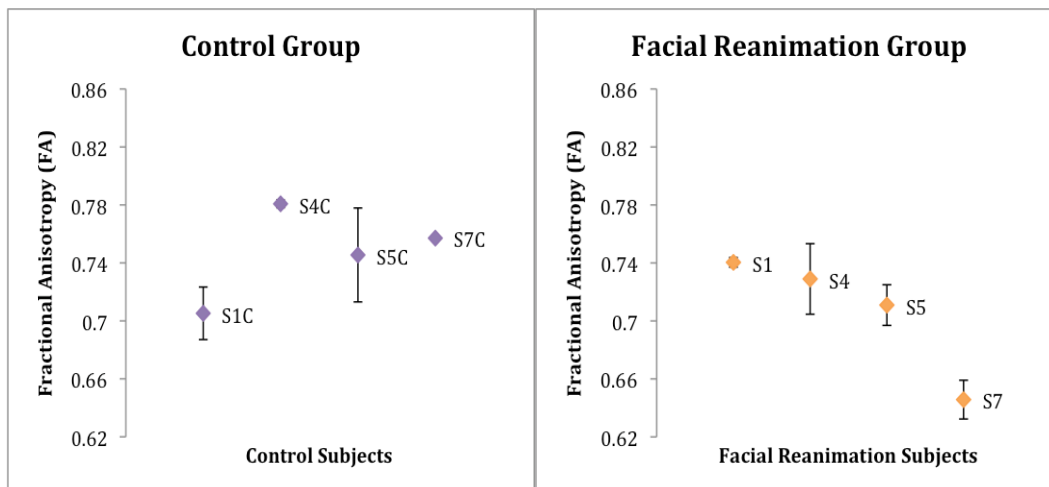 Control Group
Fractional Anisotropy (FA)
0.86
0.82
0.78
0.74
0.7
0.66
0.62
S1C
S4C
S5C
S7C
Control Subjects
Facial Reanimation Group
Fractional Anisotropy (FA)
0.86
0.82
0.78
0.74
0.7
0.66
0.62
S1
S4
S5
S7
Facial Reanimation Subjects